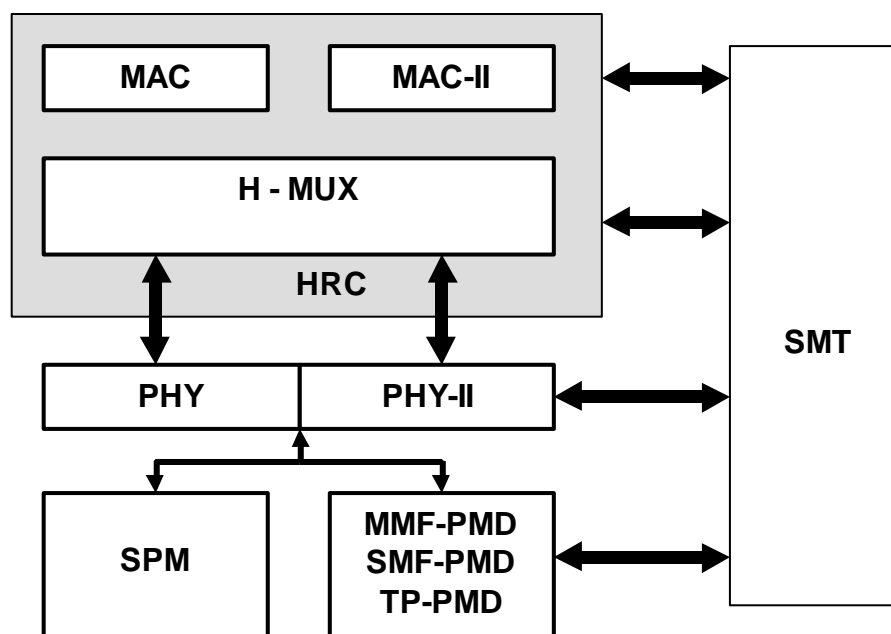 MAC
MAC-II
H - MUX
HRC
SMT
PHY
PHY-II
SPM
MMF-PMD
SMF-PMD
TP-PMD